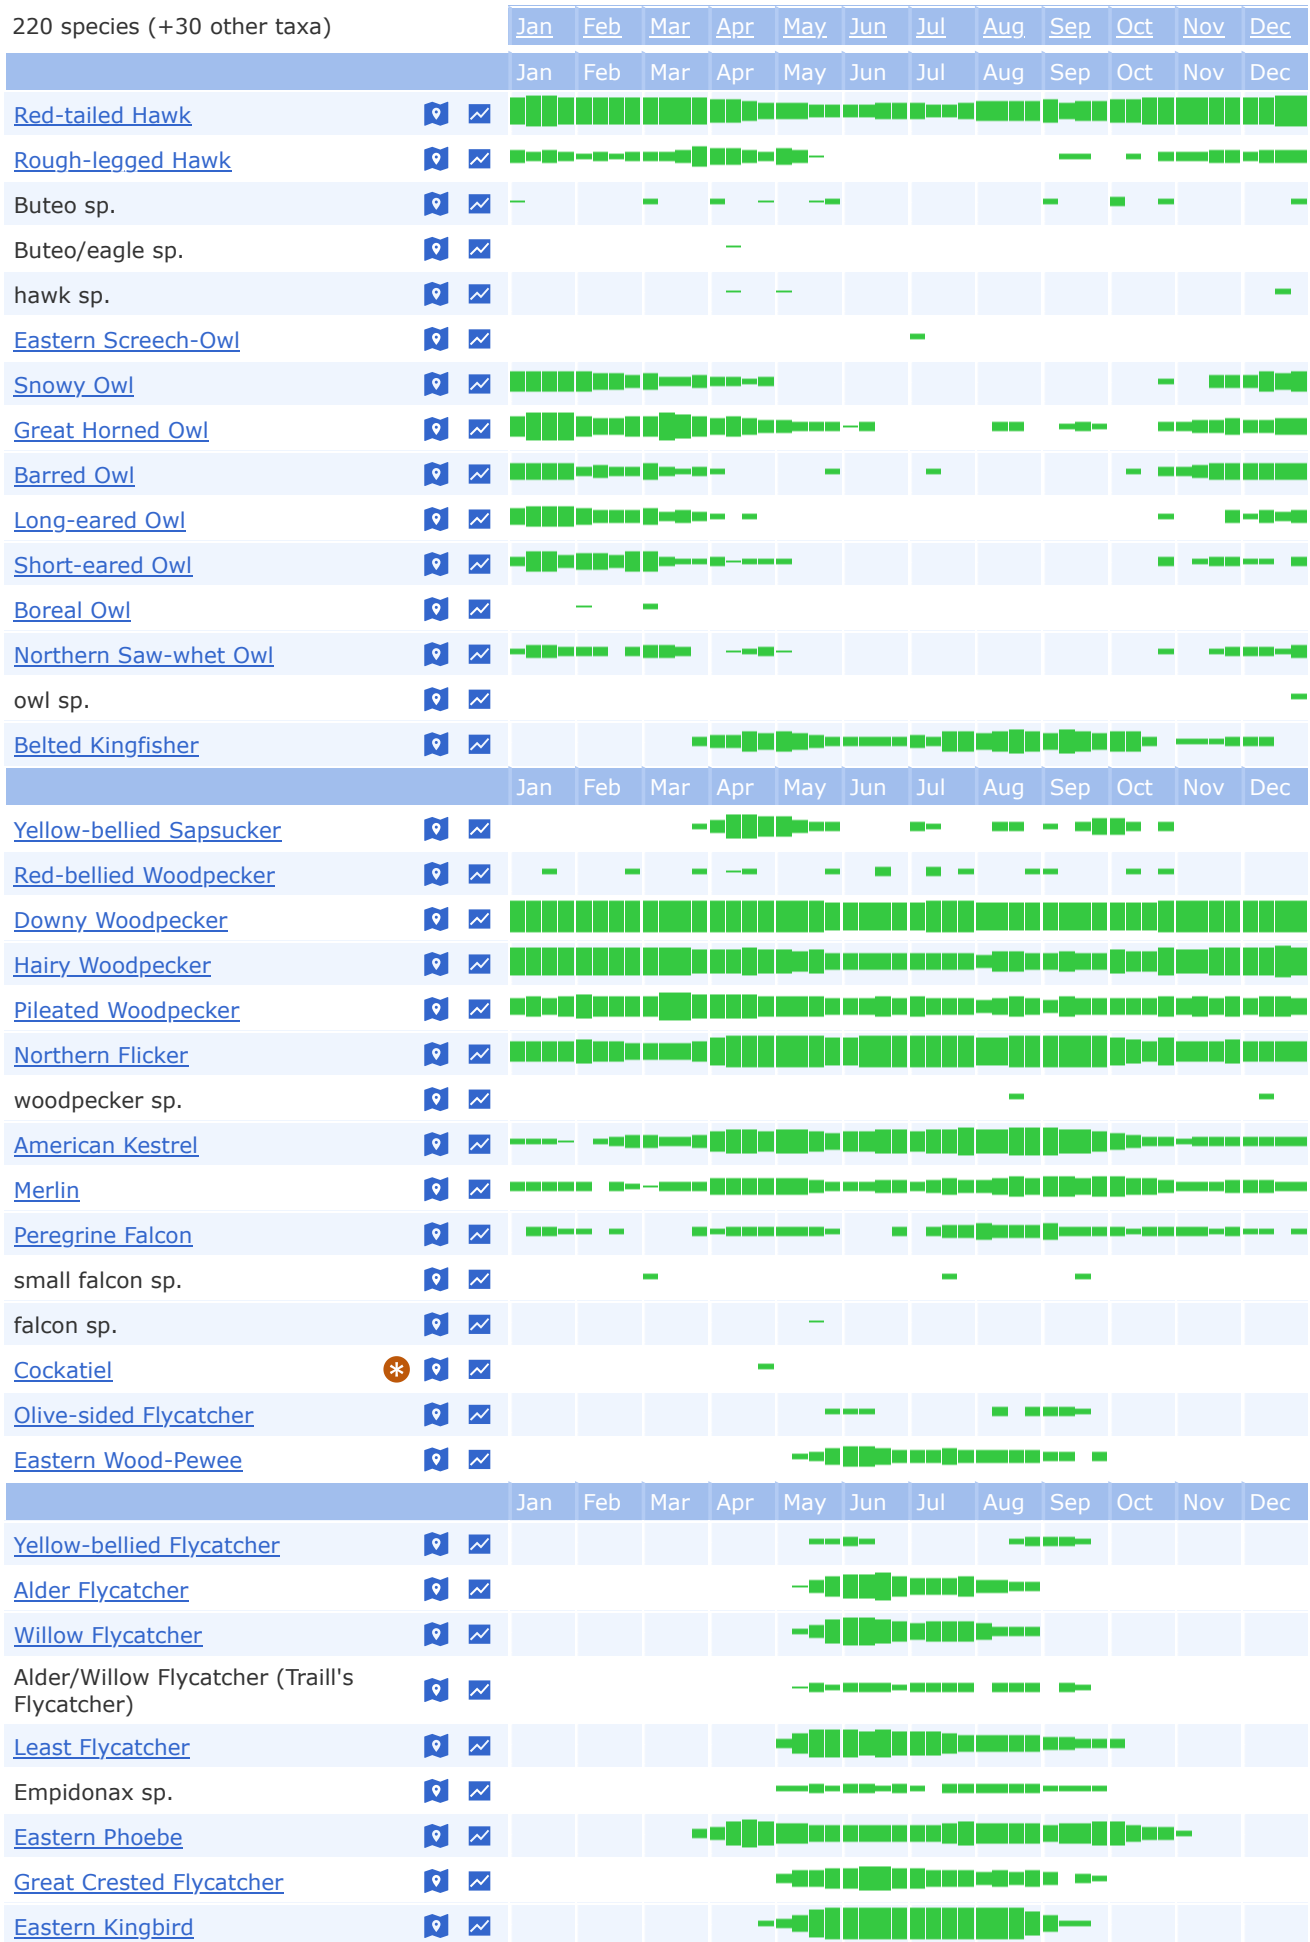 220 species (+30 other taxa) Jan Feb Mar Apr May Jun Jul Aug Sep Oct Nov Dec
Jan Feb Mar Apr May Jun Jul Aug Sep Oct Nov Dec
Red-tailed Hawk
Rough-legged Hawk
Buteo sp.
Buteo/eagle sp.
hawk sp.
Eastern Screech-Owl
Snowy Owl
Great Horned Owl
Barred Owl
Long-eared Owl
Short-eared Owl
Boreal Owl
Northern Saw-whet Owl
owl sp.
Belted Kingfisher
Jan Feb Mar Apr May Jun Jul Aug Sep Oct Nov Dec
Yellow-bellied Sapsucker
Red-bellied Woodpecker
Downy Woodpecker
Hairy Woodpecker
Pileated Woodpecker
Northern Flicker
woodpecker sp.
American Kestrel
Merlin
Peregrine Falcon
small falcon sp.
falcon sp.
Cockatiel
Olive-sided Flycatcher
Eastern Wood-Pewee
Jan Feb Mar Apr May Jun Jul Aug Sep Oct Nov Dec
Yellow-bellied Flycatcher
Alder Flycatcher
Willow Flycatcher
Alder/Willow Flycatcher (Traill's
Flycatcher)
Least Flycatcher
Empidonax sp.
Eastern Phoebe
Great Crested Flycatcher
Eastern Kingbird